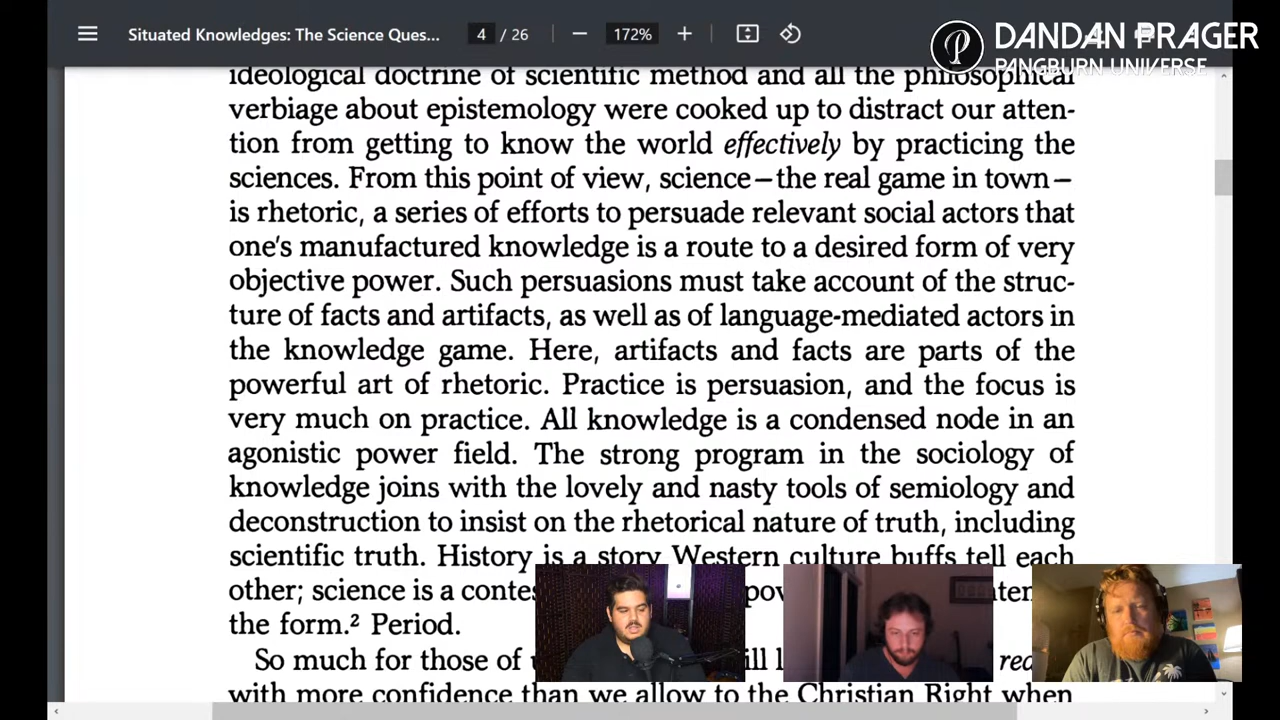 Situated Knowledges: The Science Ques...
4 / 26
172%
DANDAN PRAGER
PANGBURN UNIVERSE
ideological doctrine of scientific method and all the philosophical
verbiage about epistemology were cooked up to distract our atten-
tion from getting to know the world effectively by practicing the
sciences. From this point of view, science—the real game in town—
is rhetoric, a series of efforts to persuade relevant social actors that
one's manufactured knowledge is a route to a desired form of very
objective power. Such persuasions must take account of the struc-
ture of facts and artifacts, as well as of language-mediated actors in
the knowledge game. Here, artifacts and facts are parts of the
powerful art of rhetoric. Practice is persuasion, and the focus is
very much on practice. All knowledge is a condensed node in an
agonistic power field. The strong program in the sociology of
knowledge joins with the lovely and nasty tools of semiology and
deconstruction to insist on the rhetorical nature of truth, including
scientific truth. History is a story Western culture buffs tell each
other; science is a
the form.² Period.
So much for those of
with more confidence than we allow to the Christian Right when